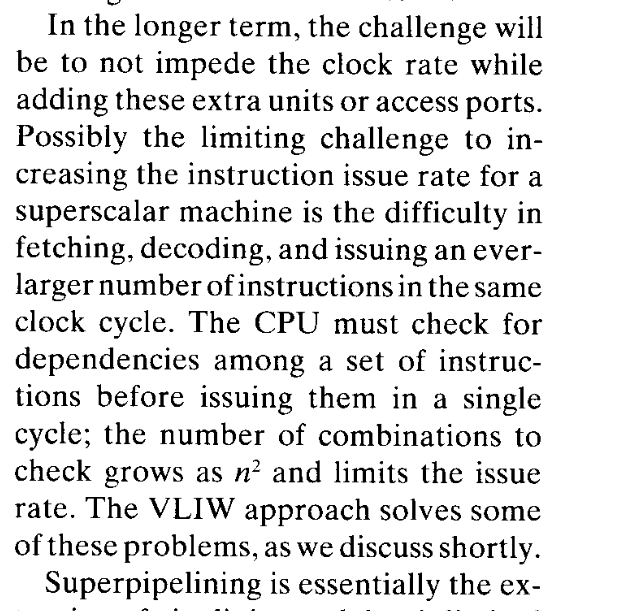 In the longer term, the challenge will
be to not impede the clock rate while
adding these extra units or access ports.
Possibly the limiting challenge to in-
creasing the instruction issue rate for a
superscalar machine is the difficulty in
fetching, decoding, and issuing an ever-
larger number of instructions in the same
clock cycle. The CPU must check for
dependencies among a set of instruc-
tions before issuing them in a single
cycle; the number of combinations to
check grows as n² and limits the issue
rate. The VLIW approach solves some
of these problems, as we discuss shortly.
Superpipelining is essentially the ex-